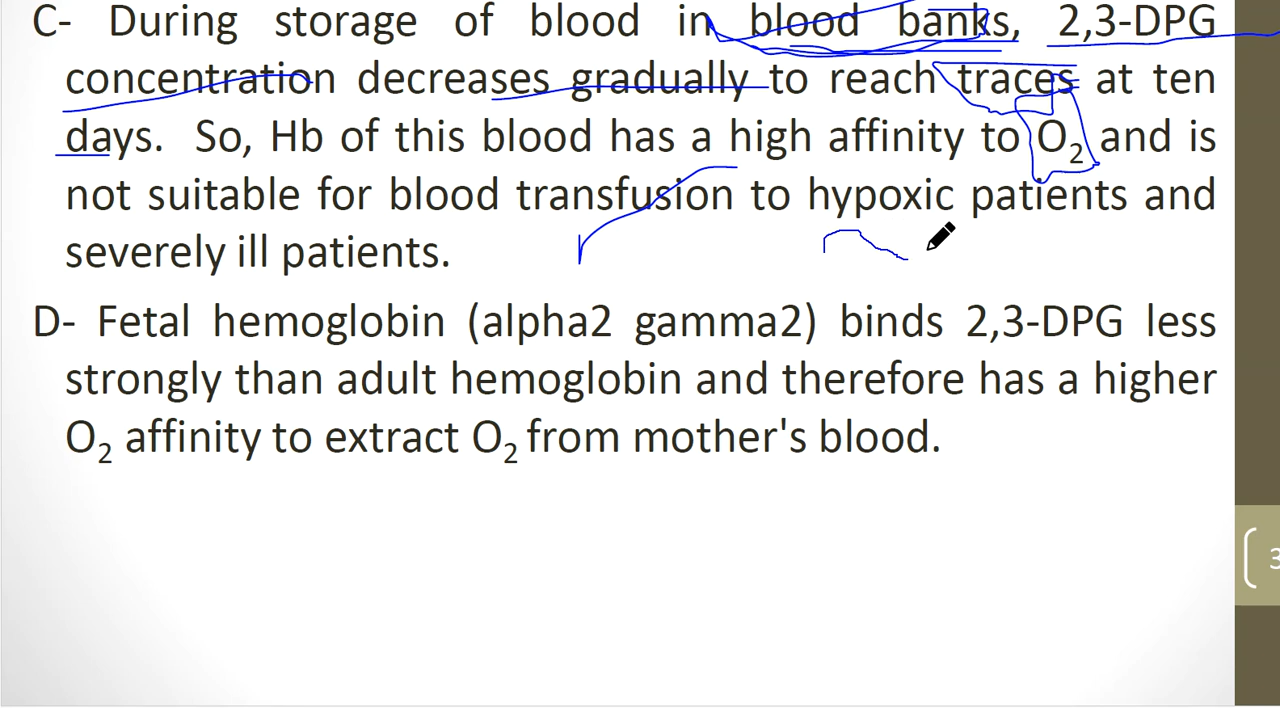 C- During storage of blood in blood banks, 2,3-DPG
concentration decreases gradually to reach traces at ten
days. So, Hb of this blood has a high affinity to O₂ and is
not suitable for blood transfusion to hypoxic patients and
severely ill patients.
D- Fetal hemoglobin (alpha2 gamma2) binds 2,3-DPG less
strongly than adult hemoglobin and therefore has a higher
O₂ affinity to extract O₂ from mother's blood.